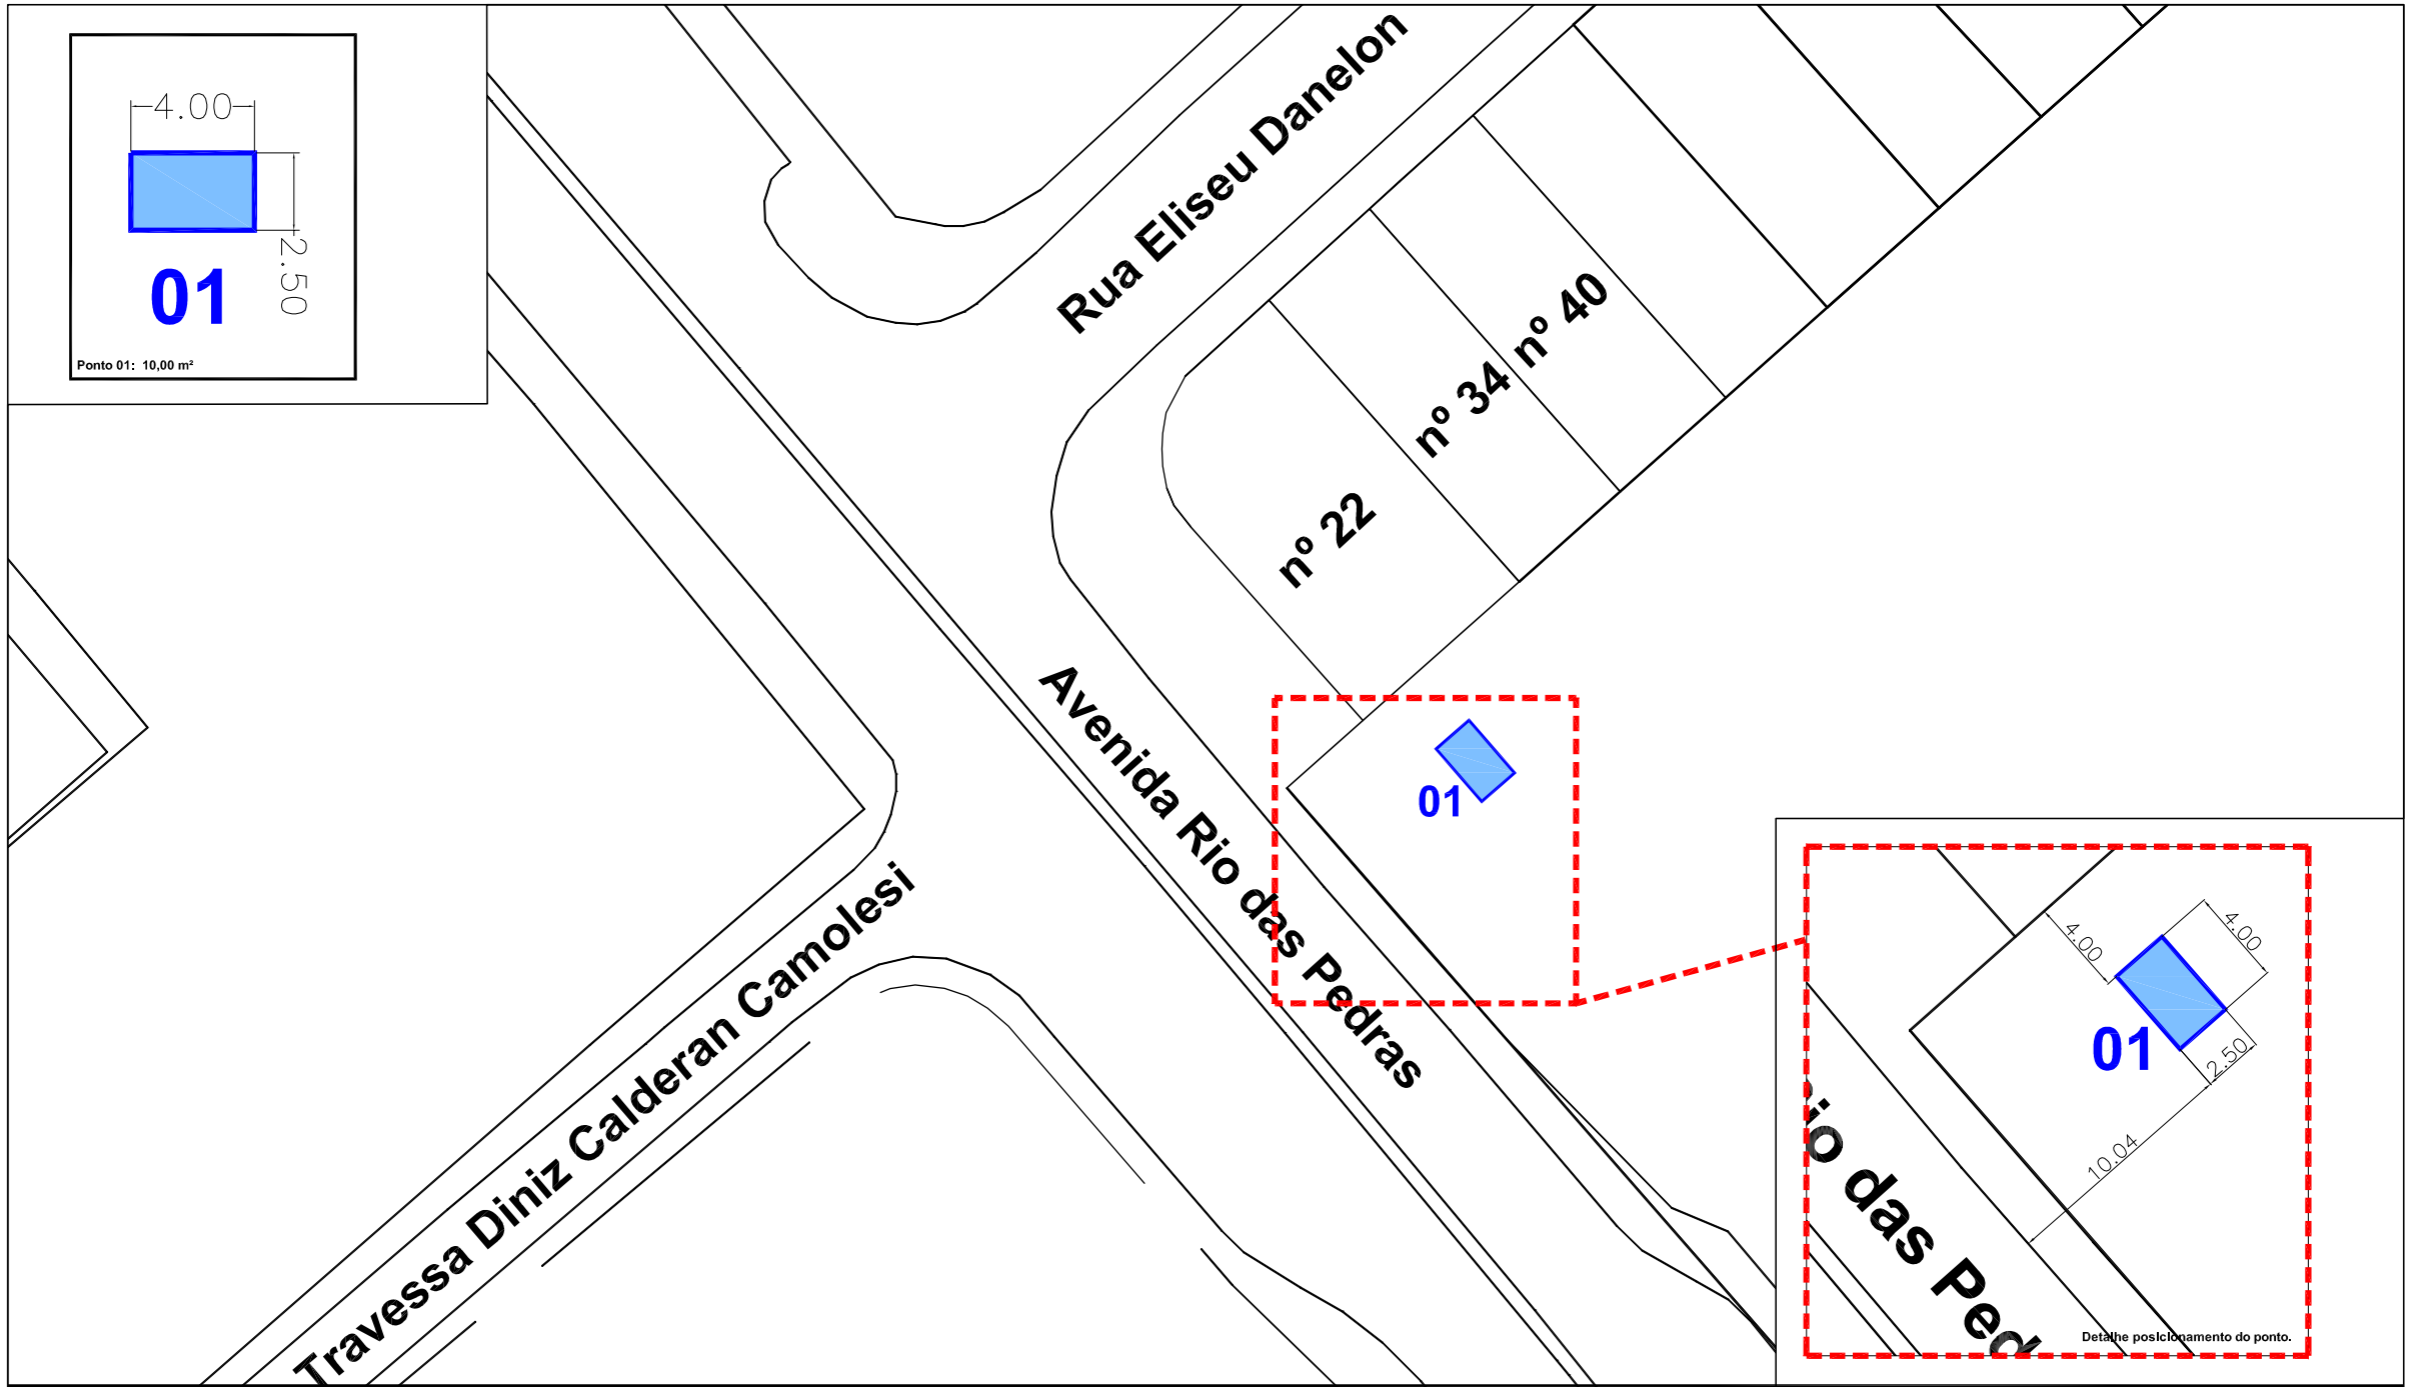 4.00
2.50
01
Ponto 01: 10,00 m²
Rua Eliseu Danelon
nº 40
nº 34
nº 22
Avenida Rio das Pedras
01
Travessa Diniz Calderan Camolesi
4.00
4.00
01
2.50
10.04
Rio das Ped
Detalhe posicionamento do ponto.